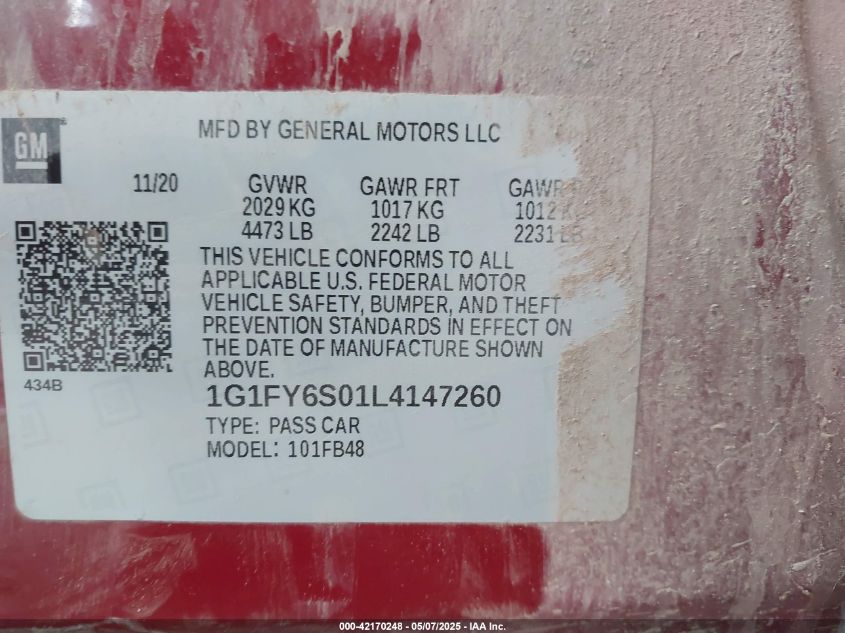 MFD BY GENERAL MOTORS LLC
GM
11/20 GVWR GAWR FRT GAWR
2029 KG 1017 KG 1012 K
4473 LB 2242 LB 2231 LB
THIS VEHICLE CONFORMS TO ALL
APPLICABLE U.S. FEDERAL MOTOR
VEHICLE SAFETY, BUMPER, AND THEFT
PREVENTION STANDARDS IN EFFECT ON
THE DATE OF MANUFACTURE SHOWN
ABOVE.
434B
1G1FY6S01L4147260
TYPE: PASS CAR
MODEL: 101FB48
000-42170248 - 05/07/2025 - IAA Inc.